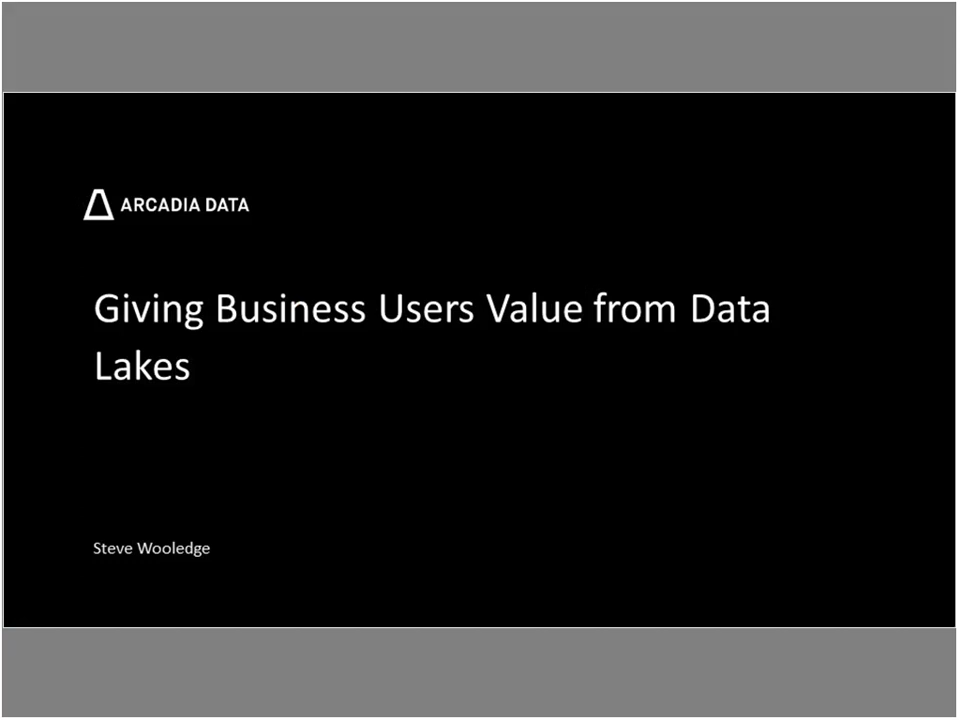 ARCADIA DATA
Giving Business Users Value from Data
Lakes
Steve Wooledge